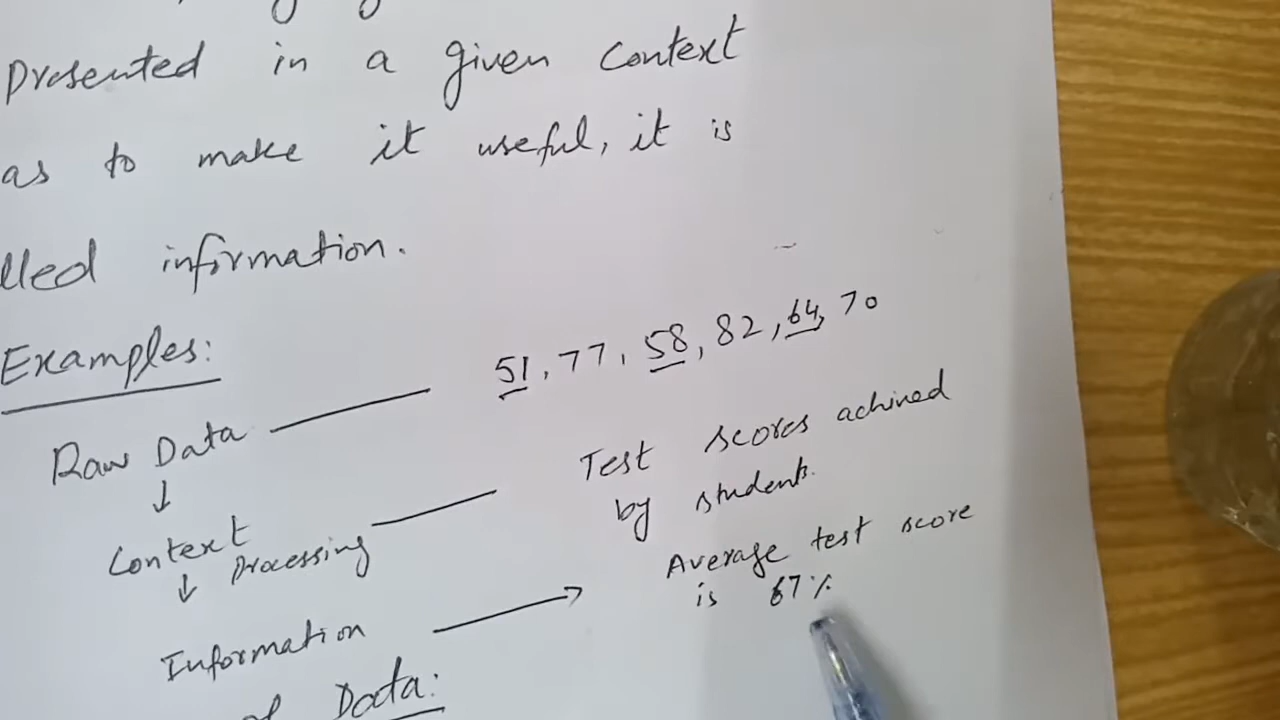 Presented in a given Context
as to make it useful, it is
lled information.
Examples:
Raw Data — 51, 77, 58, 82, 64, 70
↓
Context — Test scores achived
by students.
↓ Processing
Information → Average test score
is 67%
of Data: